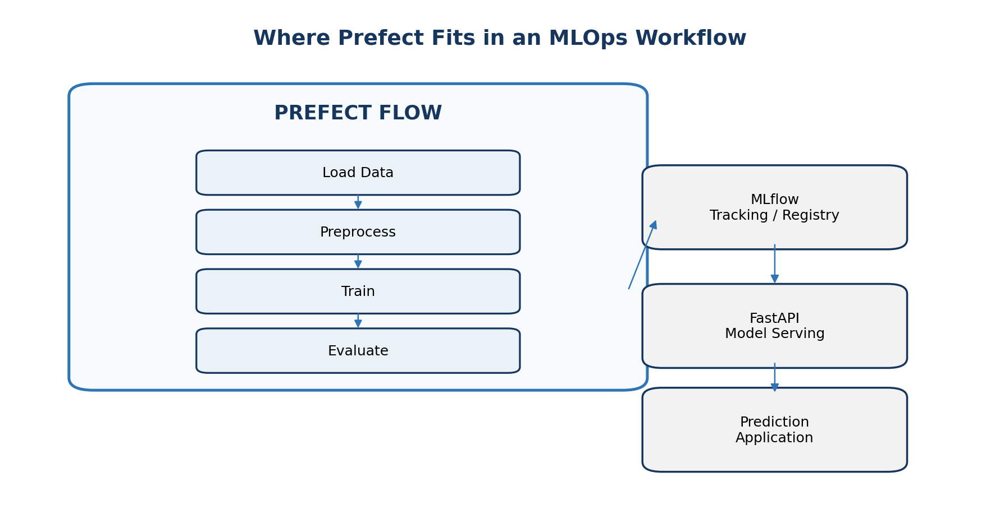 Where Prefect Fits in an MLOps Workflow
PREFECT FLOW
Load Data
Preprocess
Train
Evaluate
MLflow
Tracking / Registry
FastAPI
Model Serving
Prediction
Application